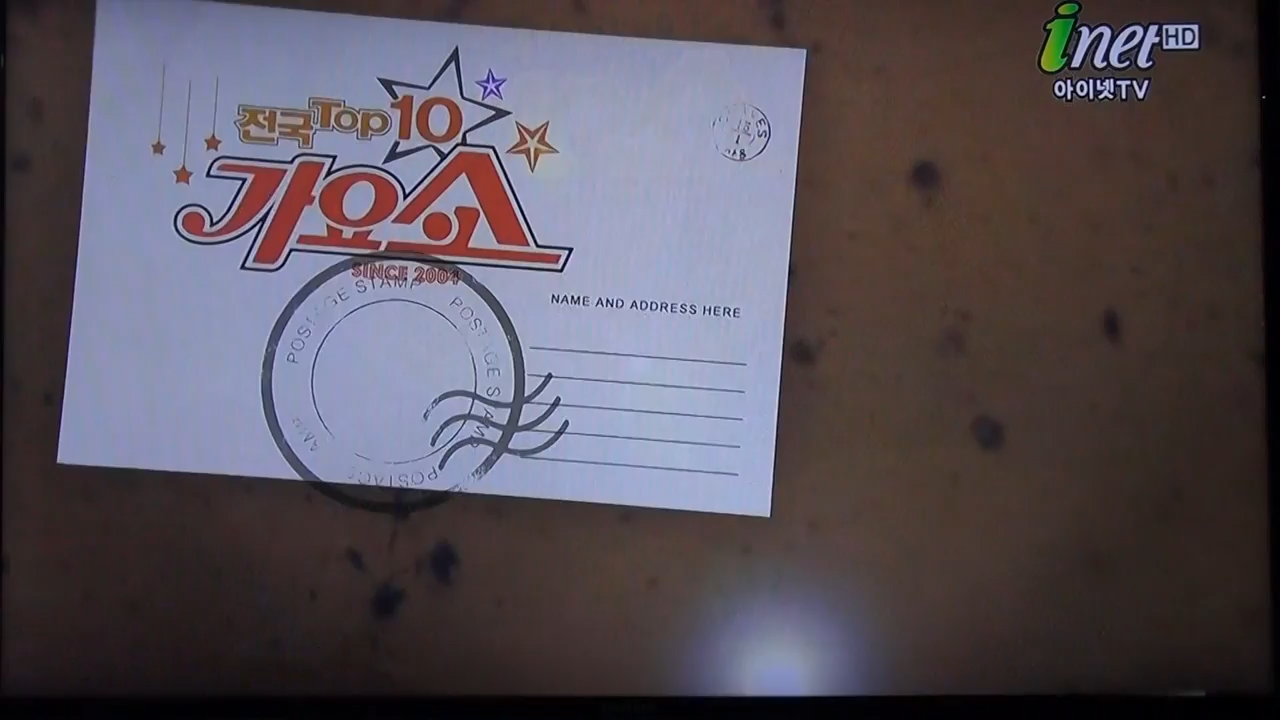 inet HD
아이넷TV
전국Top10
가요쇼
SINCE 2004
POSTAGE STAMP
POSTAGE STAMP
NAME AND ADDRESS HERE